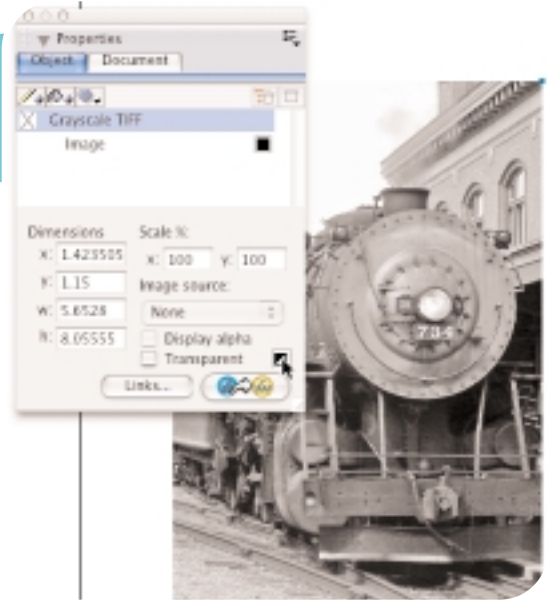 Properties
Object Document
Grayscale TIFF
Image
Dimensions Scale %:
x: 1.423505 x: 100 y: 100
y: 1.15 Image source:
w: 5.6528 None
h: 8.05555 Display alpha
Transparent
Links...
734